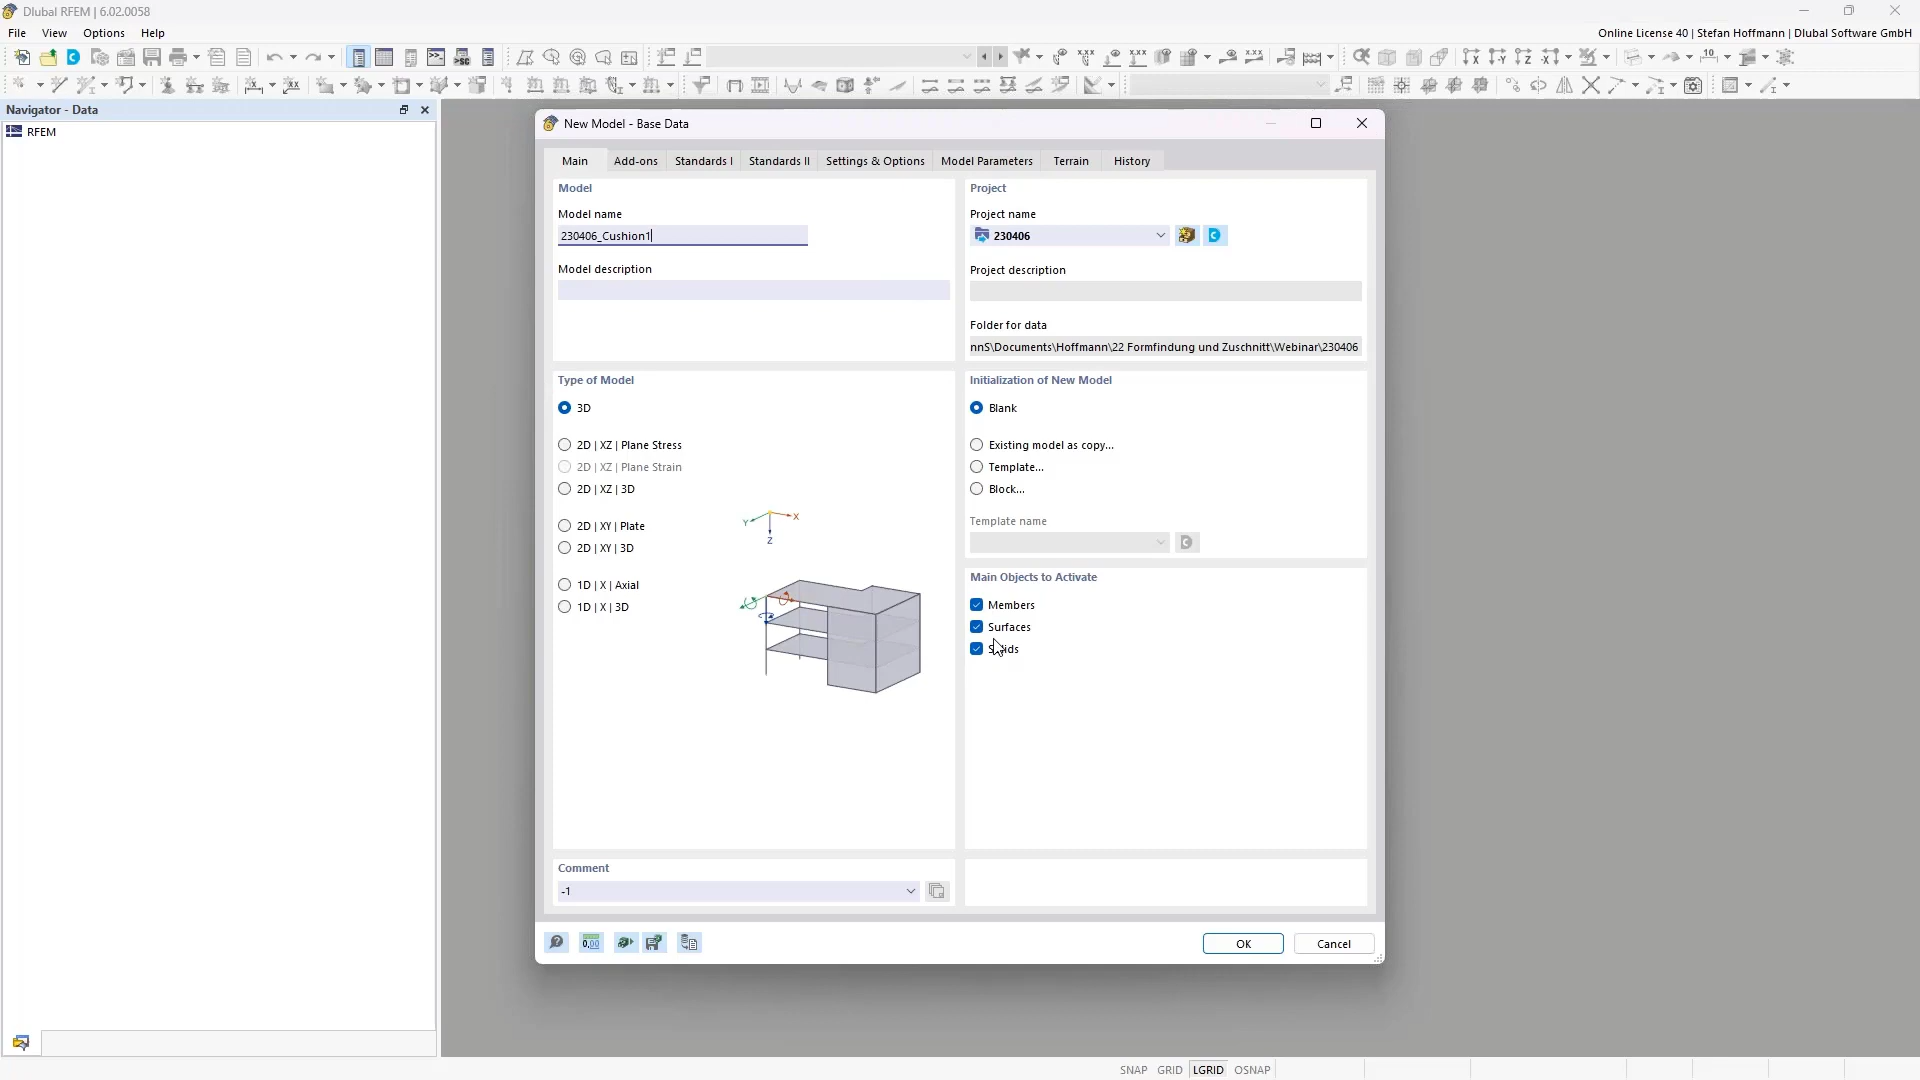 Dlubal RFEM | 6.02.0058
File View Options Help
Online License 40 | Stefan Hoffmann | Dlubal Software GmbH
Navigator - Data
RFEM
New Model - Base Data
Main Add-ons Standards I Standards II Settings & Options Model Parameters Terrain History
Model
Model name
230406_Cushion1
Model description
Project
Project name
230406
Project description
Folder for data
nnS\Documents\Hoffmann\22 Formfindung und Zuschnitt\Webinar\230406
Type of Model
3D
2D | XZ | Plane Stress
2D | XZ | Plane Strain
2D | XZ | 3D
2D | XY | Plate
2D | XY | 3D
1D | X | Axial
1D | X | 3D
Y X
Z
Initialization of New Model
Blank
Existing model as copy...
Template...
Block...
Template name
Main Objects to Activate
Members
Surfaces
Solids
Comment
-1
OK Cancel
SNAP GRID LGRID OSNAP